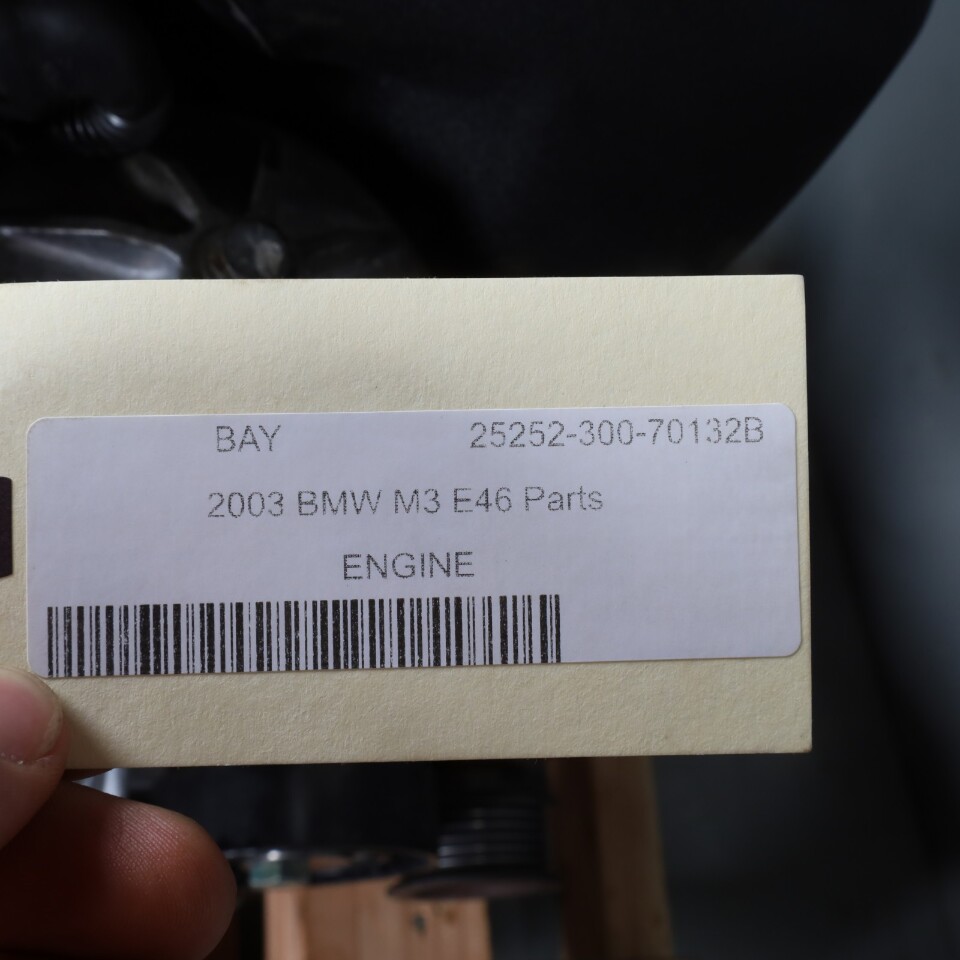 BAY 25252-300-70132B
2003 BMW M3 E46 Parts
ENGINE